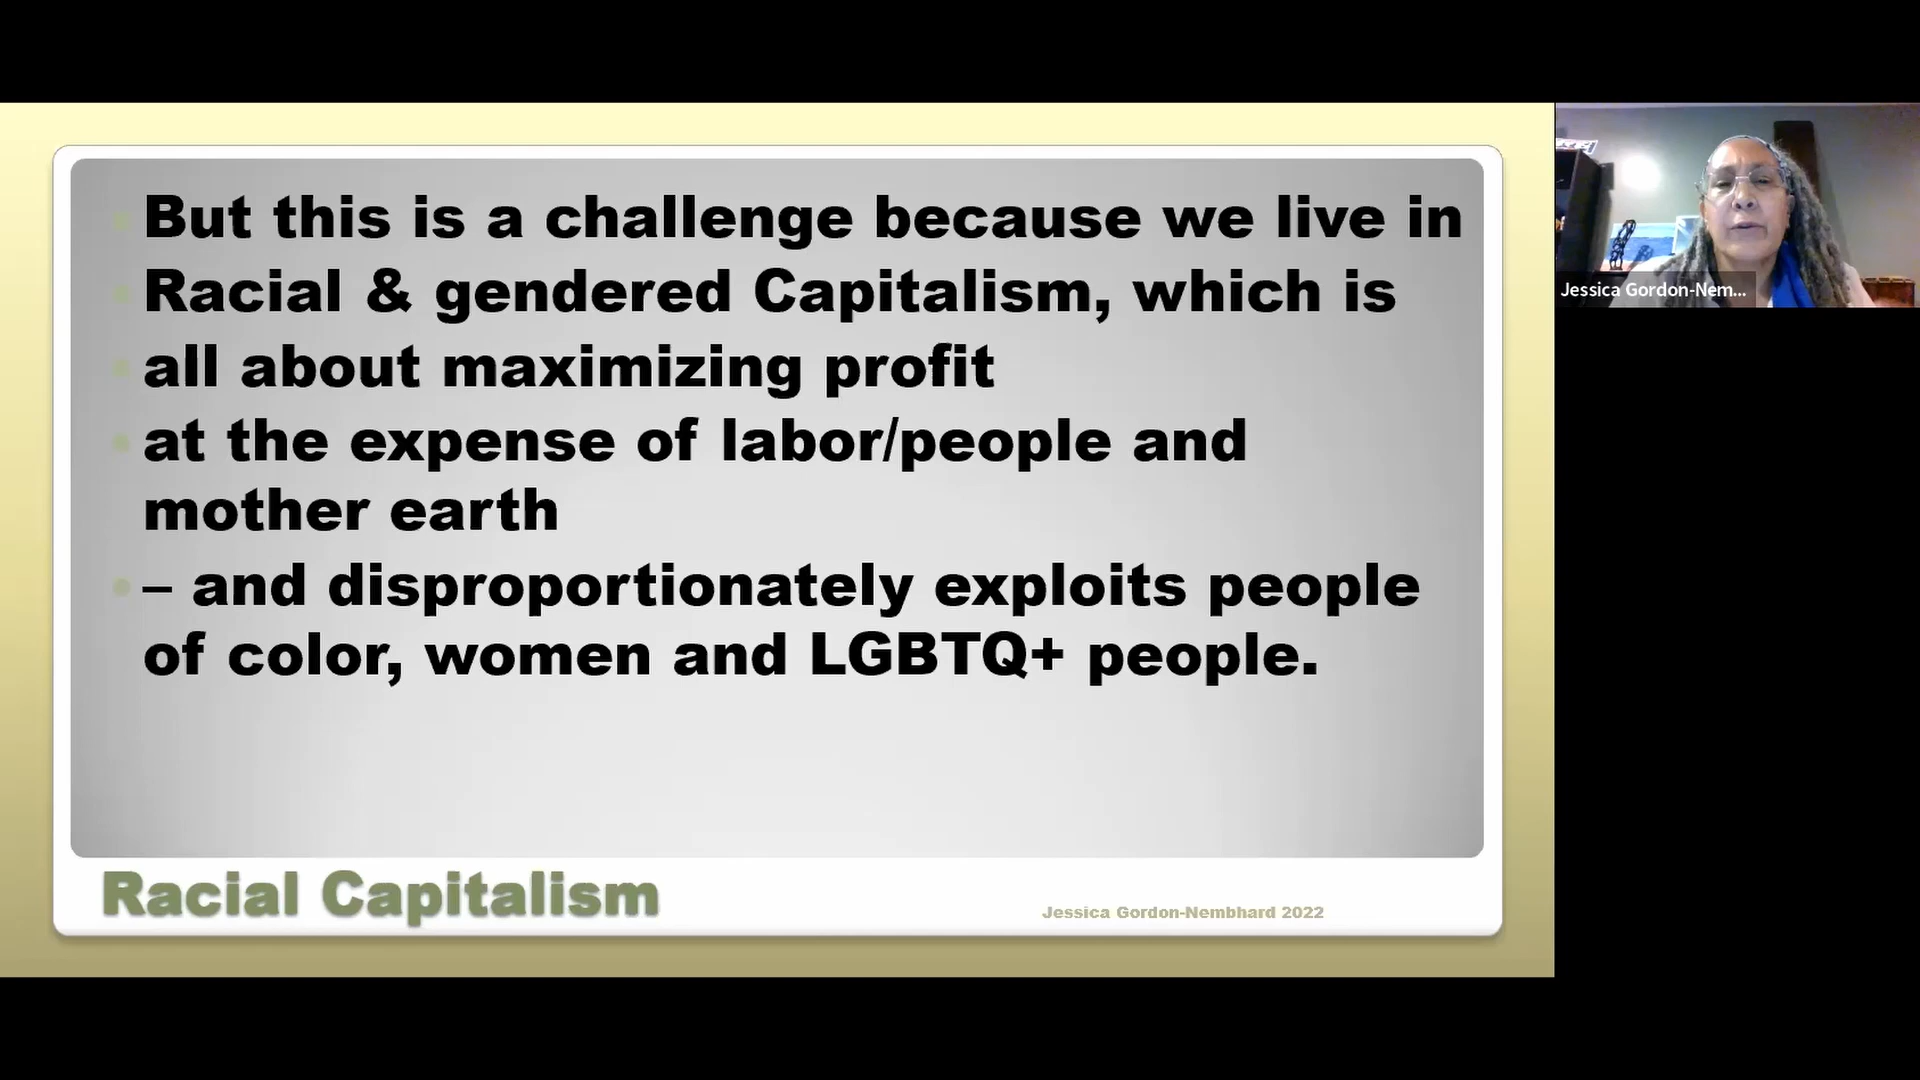 But this is a challenge because we live in
Racial & gendered Capitalism, which is
all about maximizing profit
at the expense of labor/people and
mother earth
– and disproportionately exploits people
of color, women and LGBTQ+ people.
Racial Capitalism
Jessica Gordon-Nembhard 2022
Jessica Gordon-Nem...